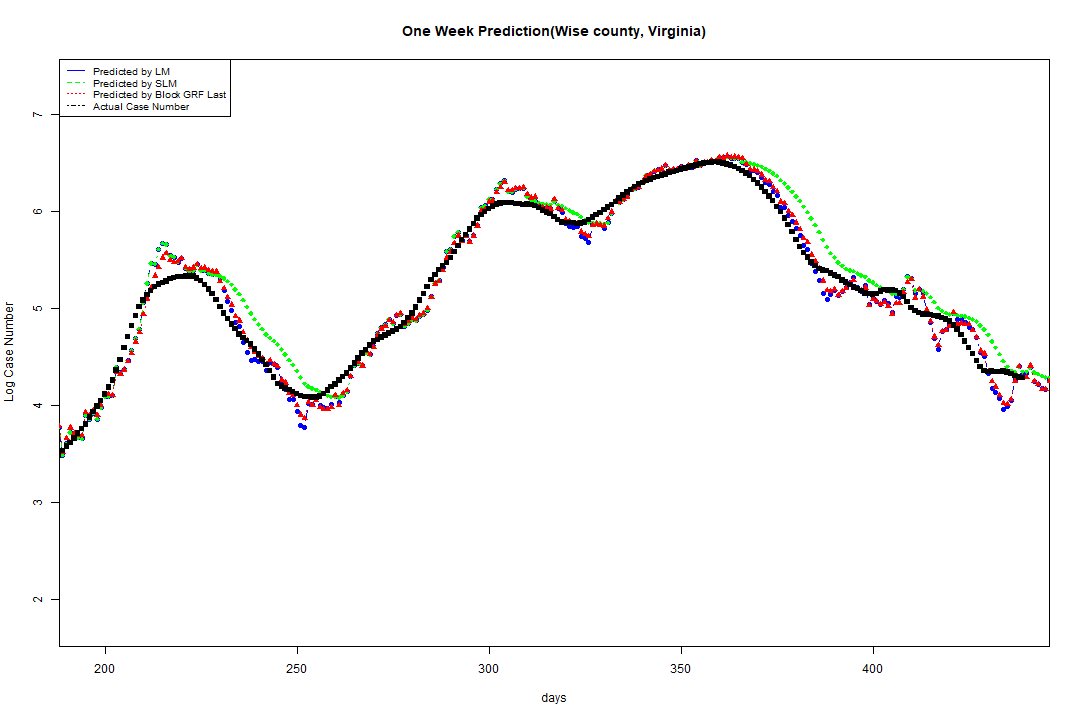 One Week Prediction(Wise county, Virginia)
Predicted by LM
Predicted by SLM
Predicted by Block GRF Last
Actual Case Number
Log Case Number
7
6
5
4
3
2
200 250 300 350 400
days